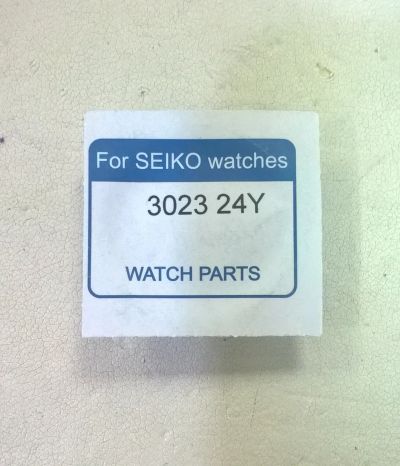 For SEIKO watches
3023 24Y
WATCH PARTS